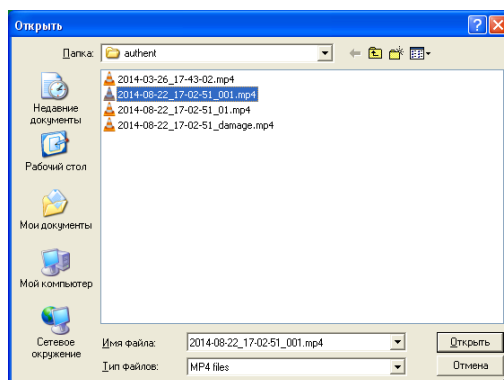 Открыть
Папка: authent
2014-03-26_17-43-02.mp4
2014-08-22_17-02-51_001.mp4
2014-08-22_17-02-51_01.mp4
2014-08-22_17-02-51_damage.mp4
Недавние
документы
Рабочий стол
Мои документы
Мой компьютер
Сетевое
окружение
Имя файла: 2014-08-22_17-02-51_001.mp4 Открыть
Тип файлов: MP4 files Отмена